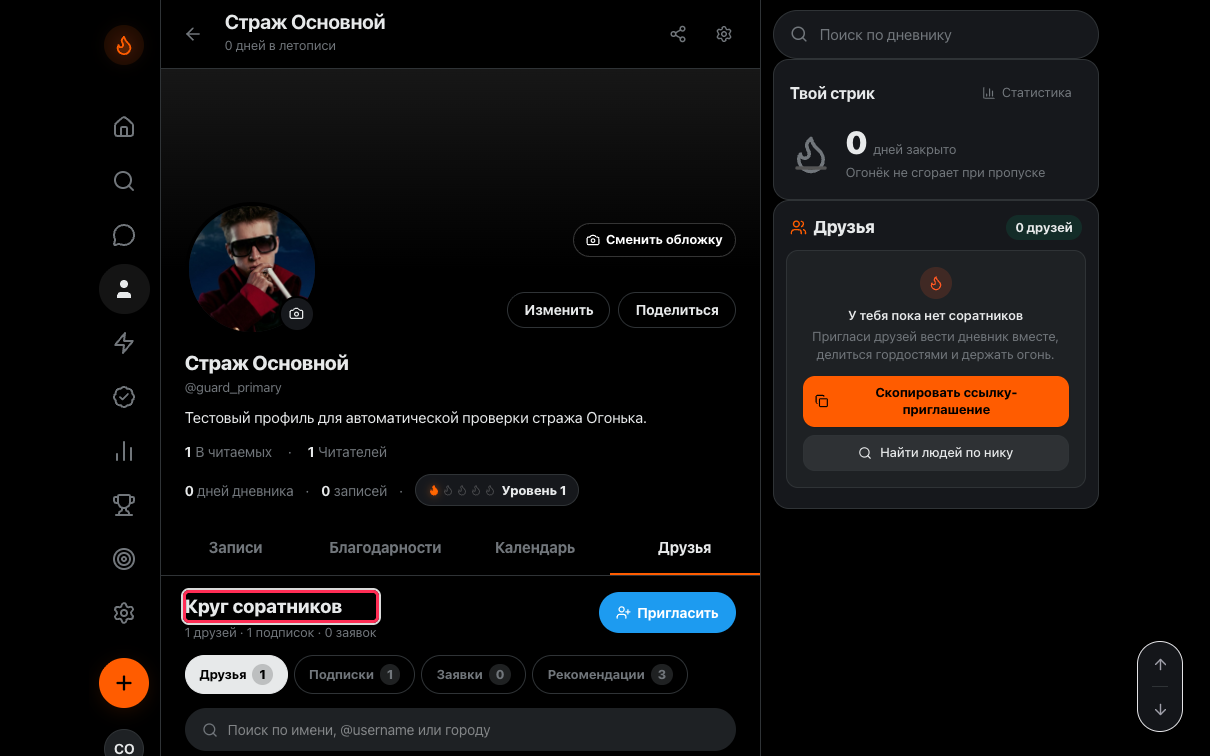 Страж Основной
0 дней в летописи
Поиск по дневнику
Твой стрик
Статистика
0 дней закрыто
Огонёк не сгорает при пропуске
Друзья
0 друзей
У тебя пока нет соратников
Пригласи друзей вести дневник вместе,
делиться гордостями и держать огонь.
Скопировать ссылку-
приглашение
Найти людей по нику
Сменить обложку
Изменить
Поделиться
Страж Основной
@guard_primary
Тестовый профиль для автоматической проверки стража Огонька.
1 В читаемых · 1 Читателей
0 дней дневника · 0 записей · Уровень 1
Записи
Благодарности
Календарь
Друзья
Круг соратников
1 друзей · 1 подписок · 0 заявок
Пригласить
Друзья 1
Подписки 1
Заявки 0
Рекомендации 3
Поиск по имени, @username или городу
СО